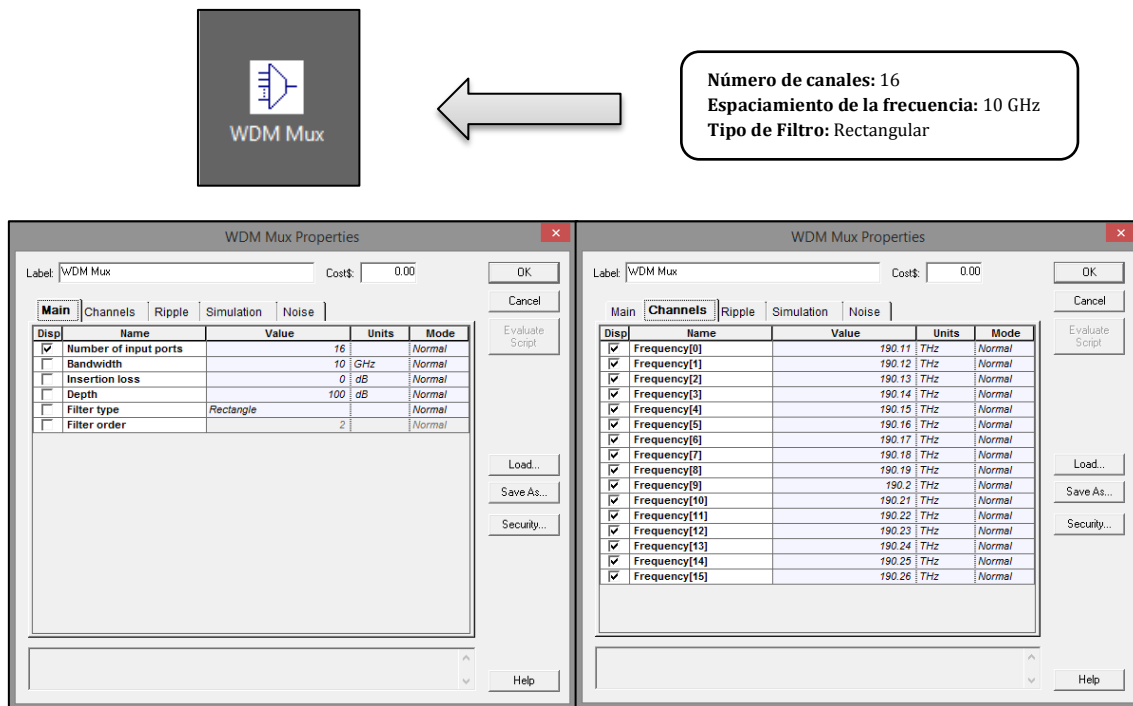 WDM Mux
Número de canales: 16
Espaciamiento de la frecuencia: 10 GHz
Tipo de Filtro: Rectangular
WDM Mux Properties
Label: WDM Mux Cost$: 0.00 OK
Main Channels Ripple Simulation Noise Cancel
Disp Name Value Units Mode Evaluate Script
Number of input ports 16 Normal
Bandwidth 10 GHz Normal
Insertion loss 0 dB Normal
Depth 100 dB Normal
Filter type Rectangle Normal
Filter order 2 Normal
Load...
Save As...
Security...
Help
WDM Mux Properties
Label: WDM Mux Cost$: 0.00 OK
Main Channels Ripple Simulation Noise Cancel
Disp Name Value Units Mode Evaluate Script
Frequency[0] 190.11 THz Normal
Frequency[1] 190.12 THz Normal
Frequency[2] 190.13 THz Normal
Frequency[3] 190.14 THz Normal
Frequency[4] 190.15 THz Normal
Frequency[5] 190.16 THz Normal
Frequency[6] 190.17 THz Normal
Frequency[7] 190.18 THz Normal
Frequency[8] 190.19 THz Normal
Frequency[9] 190.2 THz Normal
Frequency[10] 190.21 THz Normal
Frequency[11] 190.22 THz Normal
Frequency[12] 190.23 THz Normal
Frequency[13] 190.24 THz Normal
Frequency[14] 190.25 THz Normal
Frequency[15] 190.26 THz Normal
Load...
Save As...
Security...
Help